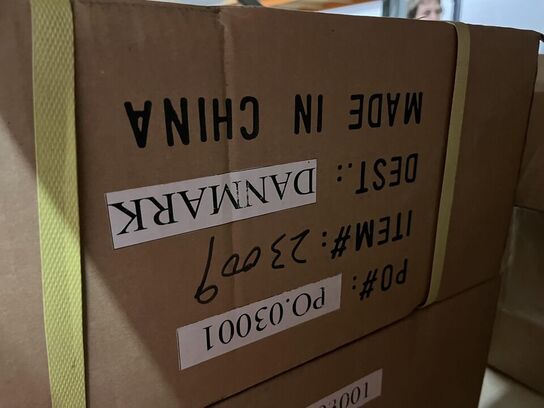 PO#: PO.03001
ITEM#: 23009
DEST.: DANMARK
MADE IN CHINA